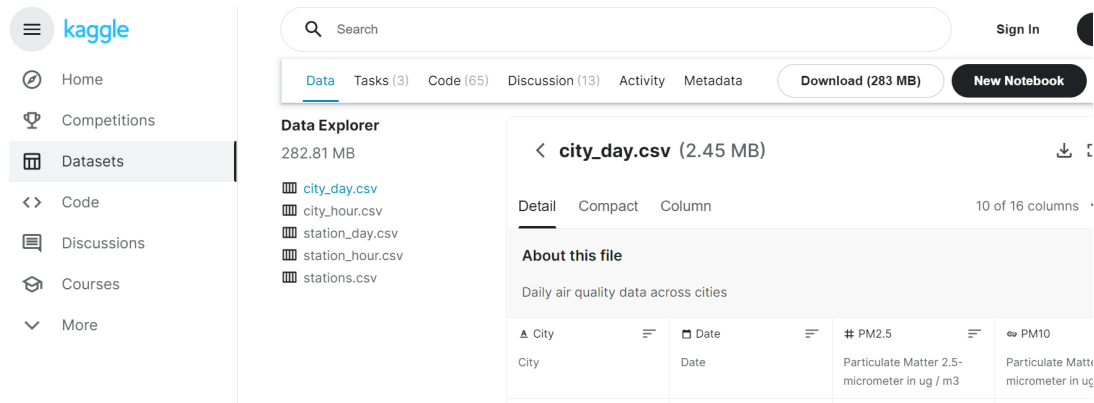 kaggle
Search
Sign In
Home
Competitions
Datasets
Code
Discussions
Courses
More
Data Tasks (3) Code (65) Discussion (13) Activity Metadata Download (283 MB) New Notebook
Data Explorer
282.81 MB
city_day.csv
city_hour.csv
station_day.csv
station_hour.csv
stations.csv
city_day.csv (2.45 MB)
Detail Compact Column 10 of 16 columns
About this file
Daily air quality data across cities
City Date PM2.5 PM10
City Date Particulate Matter 2.5- Particulate
micrometer in ug / m3 micrometer in